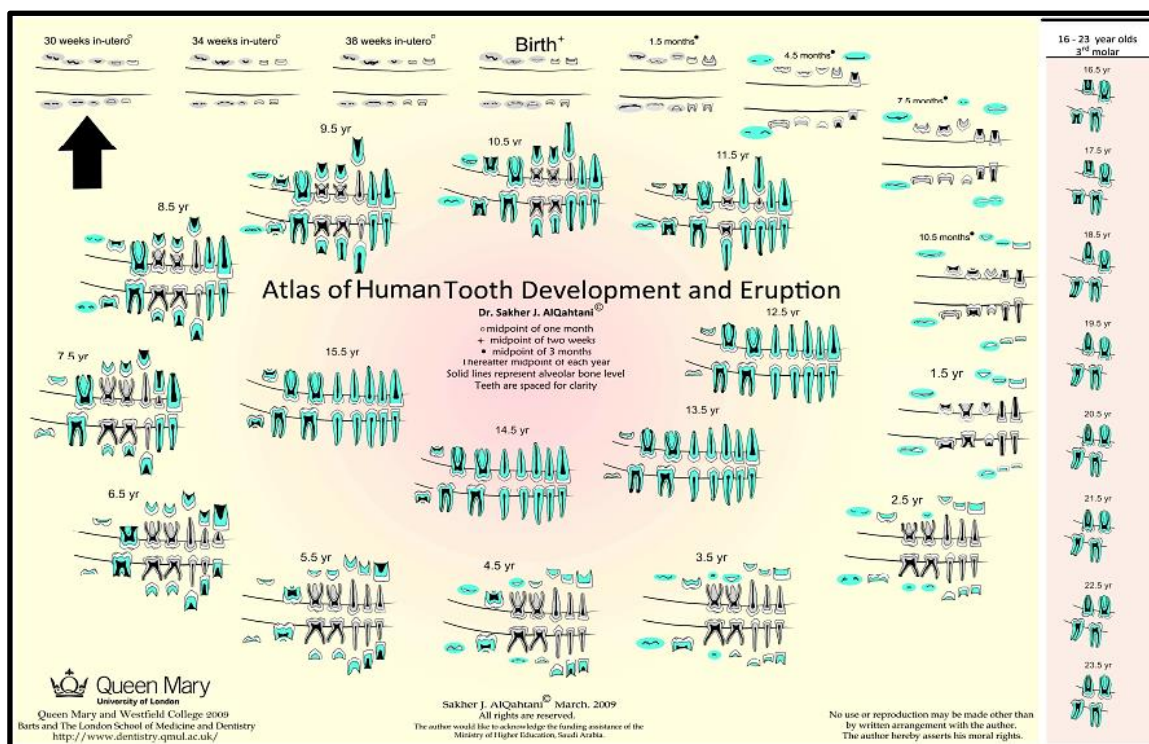 30 weeks in-utero○
34 weeks in-utero○
38 weeks in-utero○
Birth+
1.5 months•
4.5 months•
7.5 months•
10.5 months•
1.5 yr
2.5 yr
3.5 yr
4.5 yr
5.5 yr
6.5 yr
7.5 yr
8.5 yr
9.5 yr
10.5 yr
11.5 yr
Atlas of Human Tooth Development and Eruption
Dr. Sakher J. AlQahtani©
○midpoint of one month
+ midpoint of two weeks
• midpoint of 3 months
Thereafter midpoint of each year
Solid lines represent alveolar bone level
Teeth are spaced for clarity
12.5 yr
13.5 yr
14.5 yr
15.5 yr
16 - 23 year olds
3rd molar
16.5 yr
17.5 yr
18.5 yr
19.5 yr
20.5 yr
21.5 yr
22.5 yr
23.5 yr
Queen Mary
University of London
Queen Mary and Westfield College 2009
Barts and The London School of Medicine and Dentistry
http://www.dentistry.qmul.ac.uk/
Sakher J. AlQahtani© March, 2009
All rights are reserved.
The author would like to acknowledge the funding assistance of the
Ministry of Higher Education, Saudi Arabia.
No use or reproduction may be made other than
by written arrangement with the author.
The author hereby asserts his moral rights.